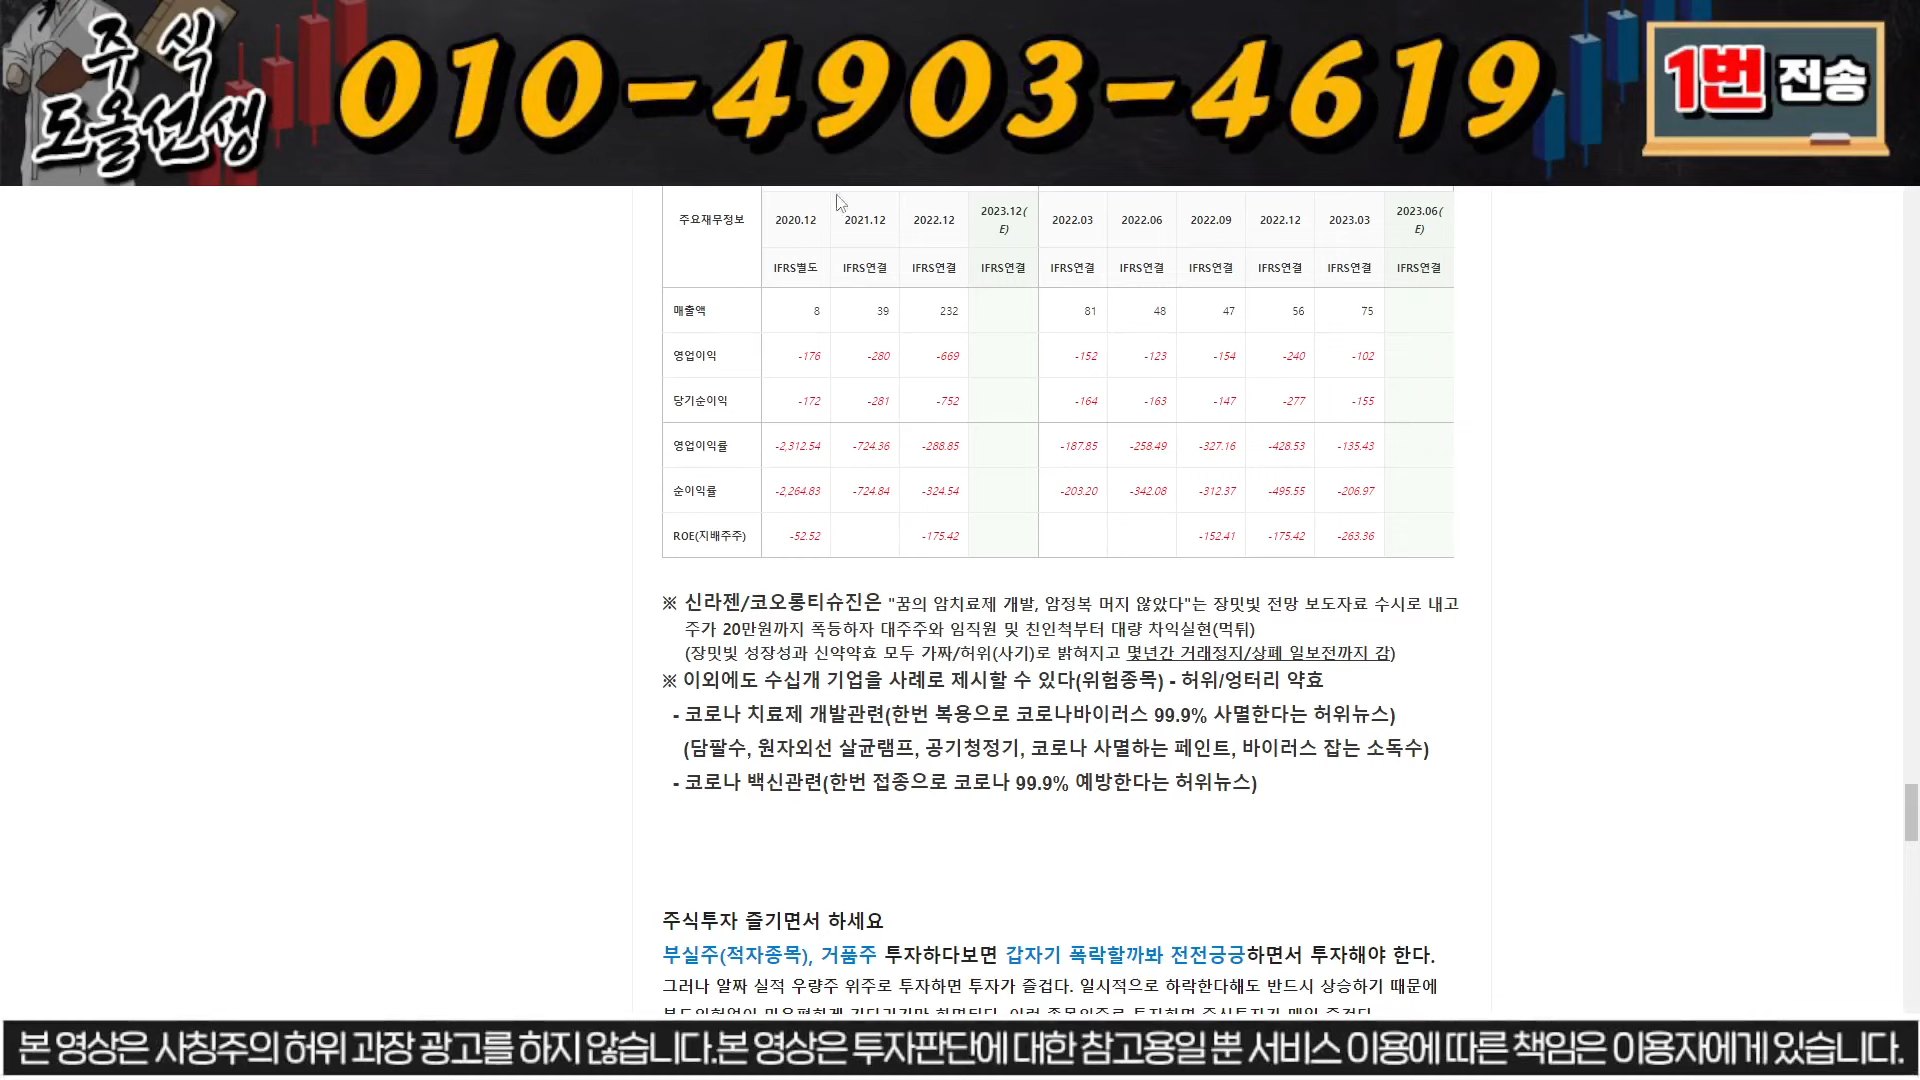 주식
도올선생
010-4903-4619
1번 전송
주요재무정보 2020.12 2021.12 2022.12 2023.12(E) 2022.03 2022.06 2022.09 2022.12 2023.03 2023.06(E)
IFRS별도 IFRS연결 IFRS연결 IFRS연결 IFRS연결 IFRS연결 IFRS연결 IFRS연결 IFRS연결 IFRS연결
매출액 8 39 232 81 48 47 56 75
영업이익 -176 -280 -669 -152 -123 -154 -240 -102
당기순이익 -172 -281 -752 -164 -163 -147 -277 -155
영업이익률 -2,312.54 -724.36 -288.85 -187.85 -258.49 -327.16 -428.53 -135.43
순이익률 -2,264.83 -724.84 -324.54 -203.20 -342.08 -312.37 -495.55 -206.97
ROE(지배주주) -52.52 -175.42 -152.41 -175.42 -263.36
※ 신라젠/코오롱티슈진은 "꿈의 암치료제 개발, 암정복 머지 않았다"는 장밋빛 전망 보도자료 수시로 내고
주가 20만원까지 폭등하자 대주주와 임직원 및 친인척부터 대량 차익실현(먹튀)
(장밋빛 성장성과 신약약효 모두 가짜/허위(사기)로 밝혀지고 몇년간 거래정지/상폐 일보전까지 감)
※ 이외에도 수십개 기업을 사례로 제시할 수 있다(위험종목) - 허위/엉터리 약효
- 코로나 치료제 개발관련(한번 복용으로 코로나바이러스 99.9% 사멸한다는 허위뉴스)
(담팔수, 원자외선 살균램프, 공기청정기, 코로나 사멸하는 페인트, 바이러스 잡는 소독수)
- 코로나 백신관련(한번 접종으로 코로나 99.9% 예방한다는 허위뉴스)
주식투자 즐기면서 하세요
부실주(적자종목), 거품주 투자하다보면 갑자기 폭락할까봐 전전긍긍하면서 투자해야 한다.
그러나 알짜 실적 우량주 위주로 투자하면 투자가 즐겁다. 일시적으로 하락한다해도 반드시 상승하기 때문에
본 영상은 사칭주의 허위 과장 광고를 하지 않습니다.본 영상은 투자판단에 대한 참고용일 뿐 서비스 이용에 따른 책임은 이용자에게 있습니다.